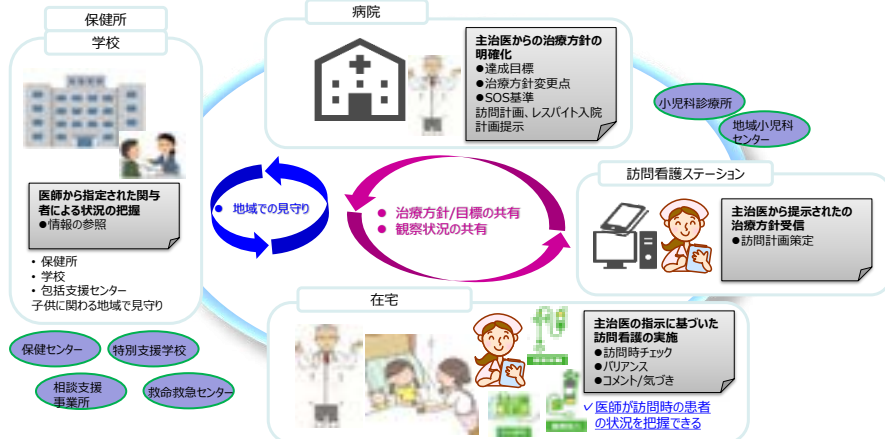 保健所
学校
医師から指定された関与
者による状況の把握
●情報の参照
・保健所
・学校
・包括支援センター
子供に関わる地域で見守り
保健センター
特別支援学校
相談支援
事業所
救命救急センター
病院
主治医からの治療方針の
明確化
●達成目標
●治療方針変更点
●SOS基準
訪問計画、レスパイト入院
計画提示
小児科診療所
地域小児科
センター
● 地域での見守り
● 治療方針/目標の共有
● 観察状況の共有
訪問看護ステーション
主治医から提示されたの
治療方針受信
●訪問計画策定
在宅
主治医の指示に基づいた
訪問看護の実施
●訪問時チェック
●バリアンス
●コメント/気づき
✓医師が訪問時の患者
の状況を把握できる